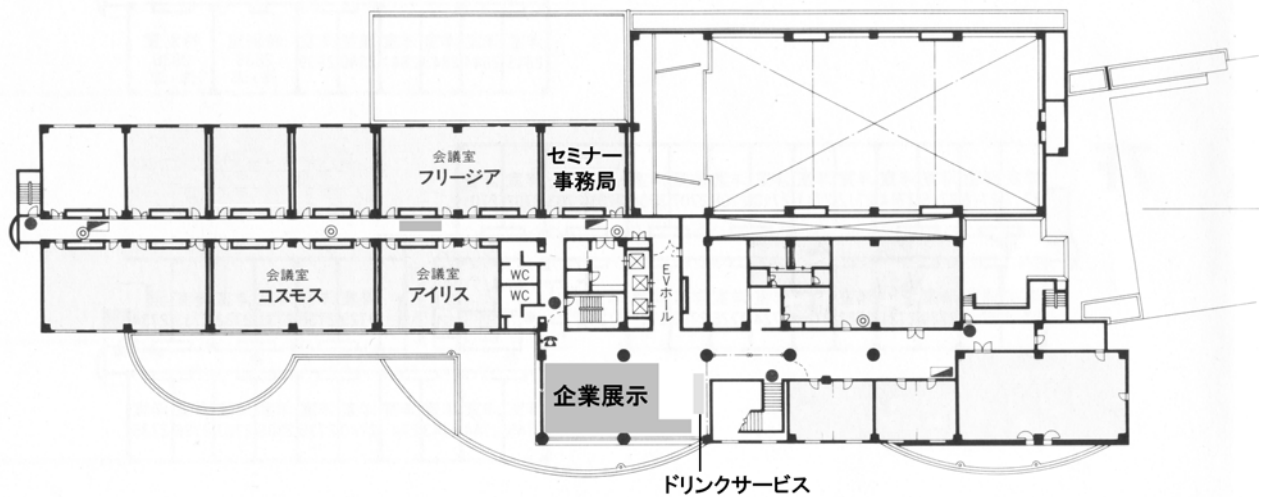 会議室
フリージア
セミナー
事務局
会議室
コスモス
会議室
アイリス
WC
WC
EVホール
企業展示
ドリンクサービス